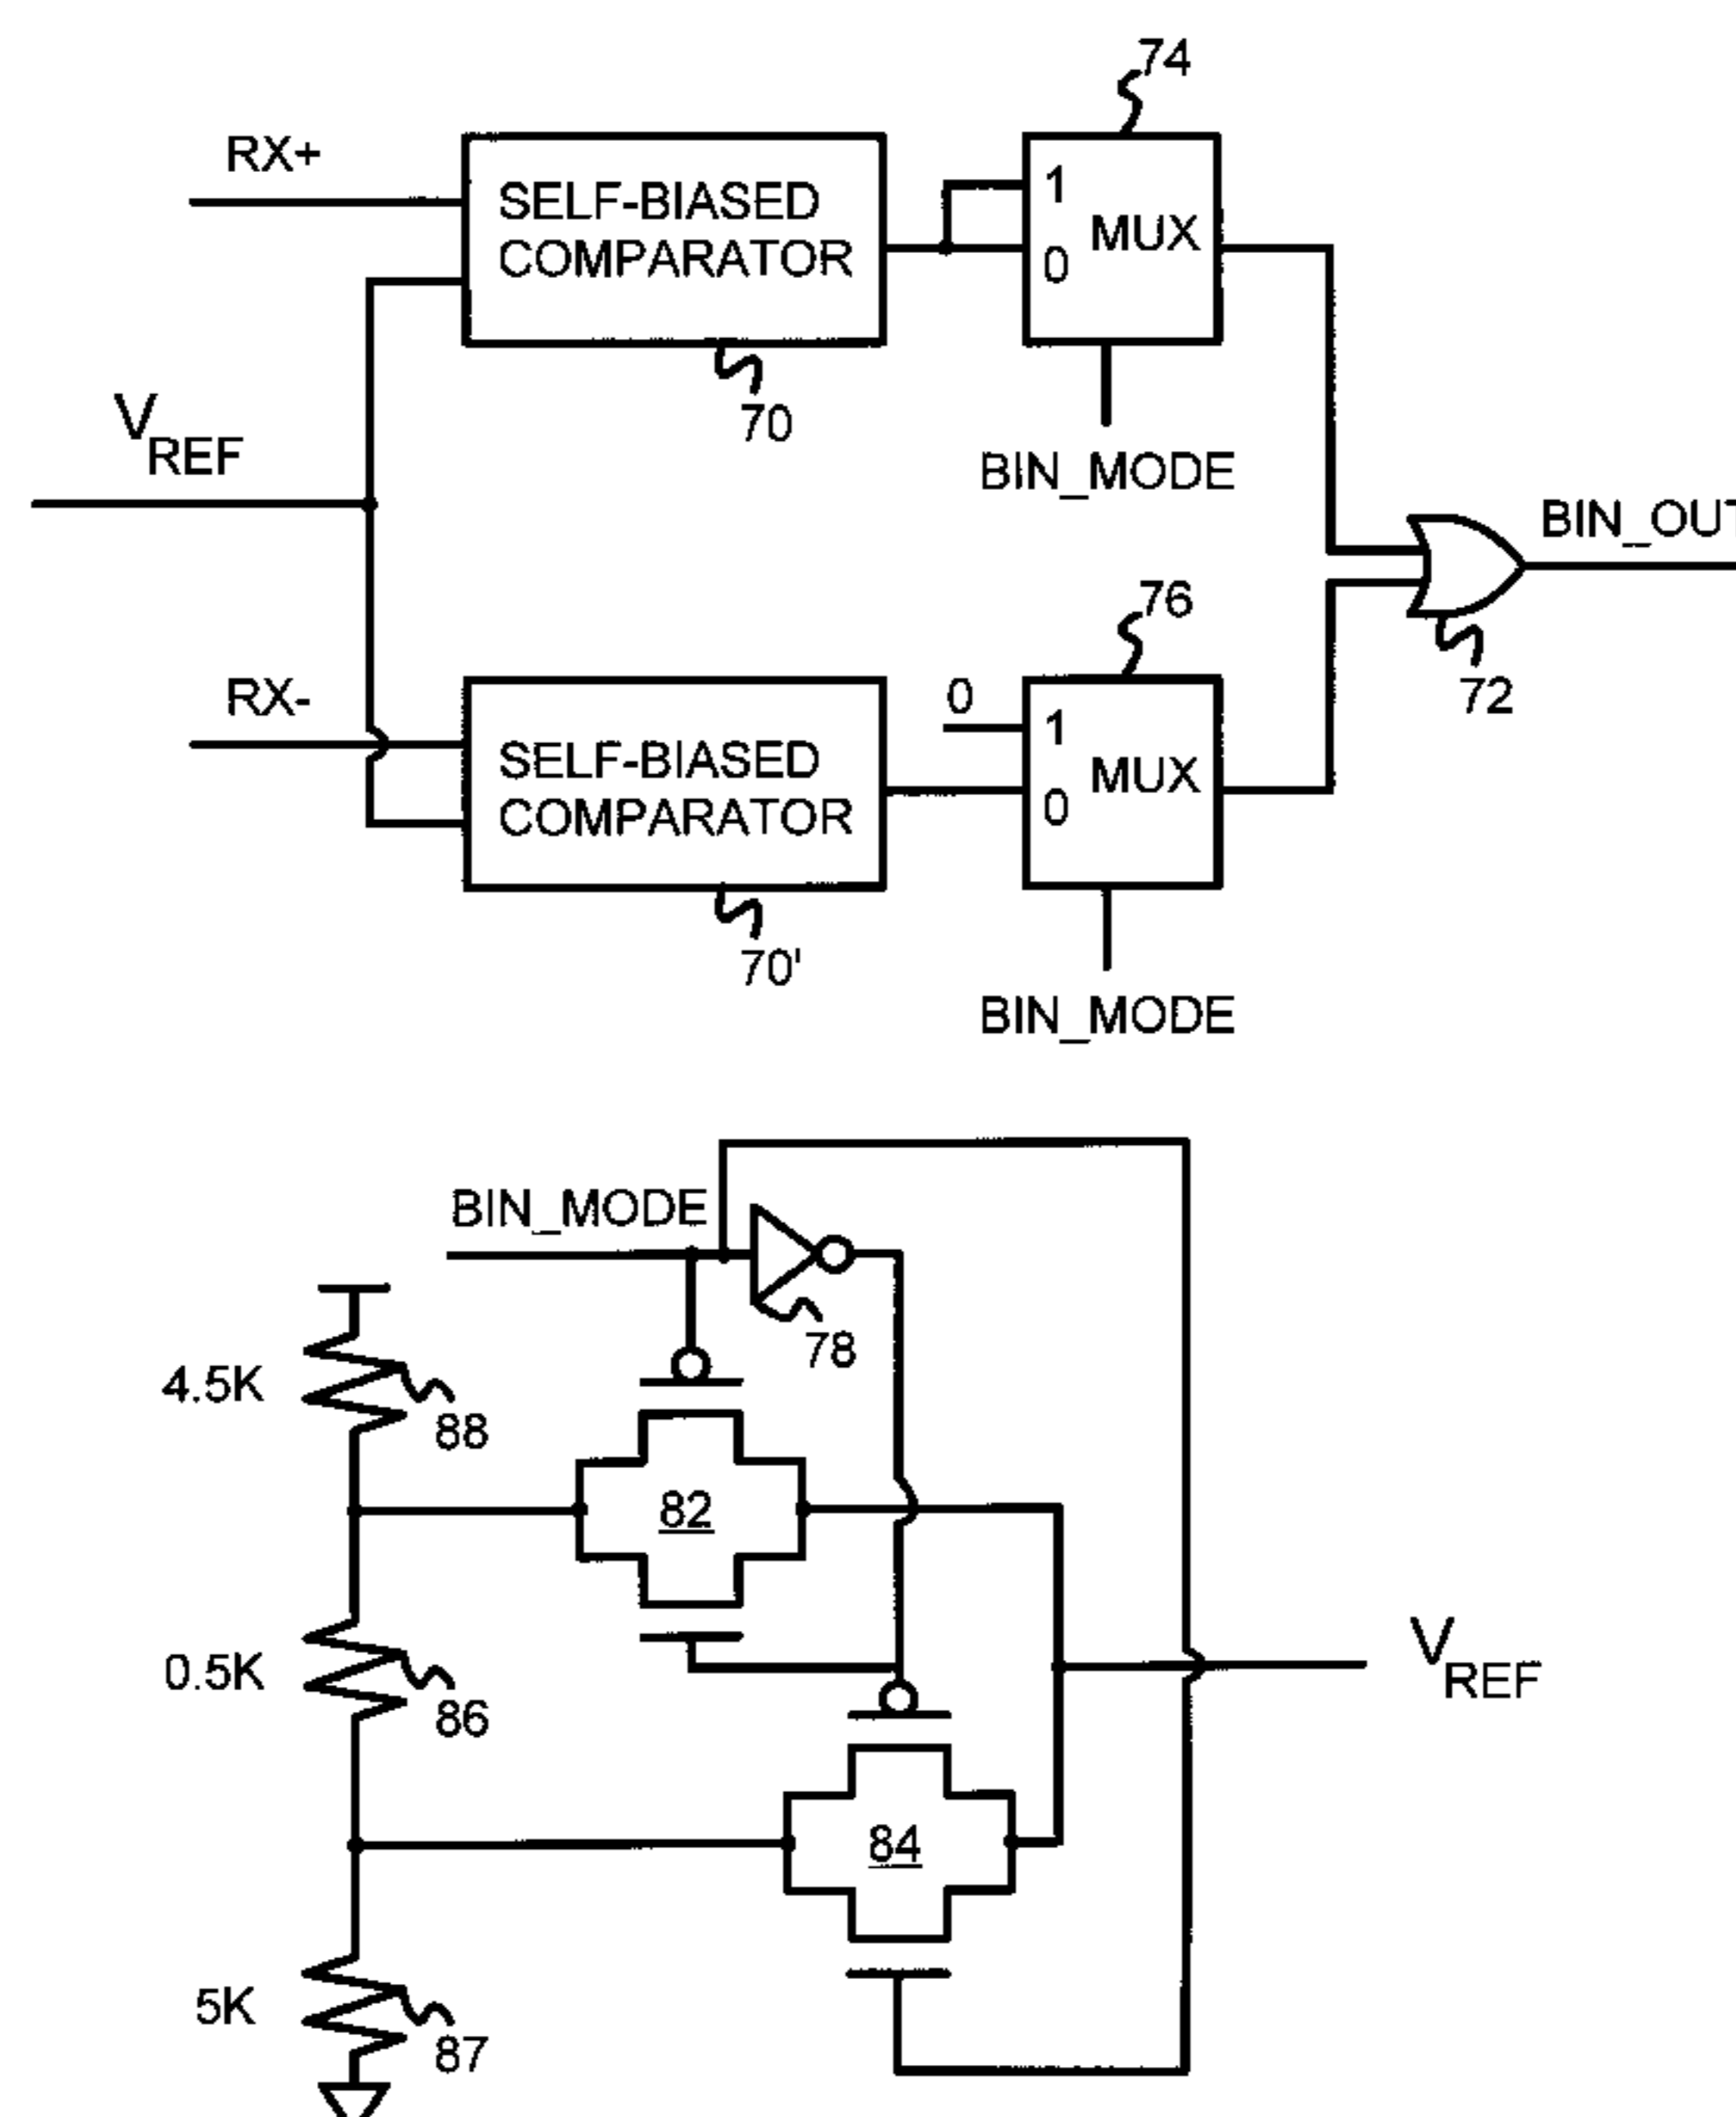 74
RX+
SELF-BIASED
COMPARATOR
1
0
MUX
70
V
REF
BIN_MODE
BIN_OUT
76
72
RX-
0
SELF-BIASED
COMPARATOR
1
0
MUX
70'
BIN_MODE
BIN_MODE
78
4.5K
88
82
0.5K
86
V
REF
84
5K
87